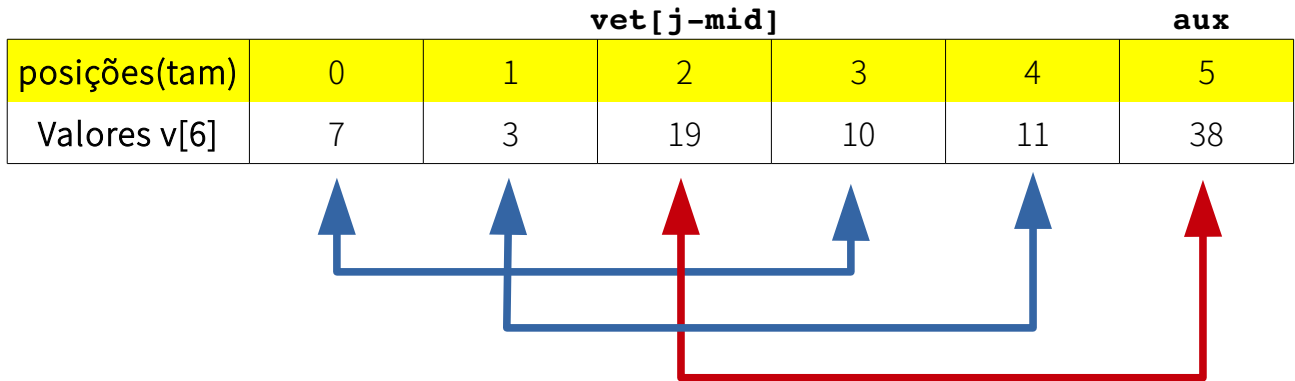 vet[j-mid] aux
posições(tam) 0 1 2 3 4 5
Valores v[6] 7 3 19 10 11 38